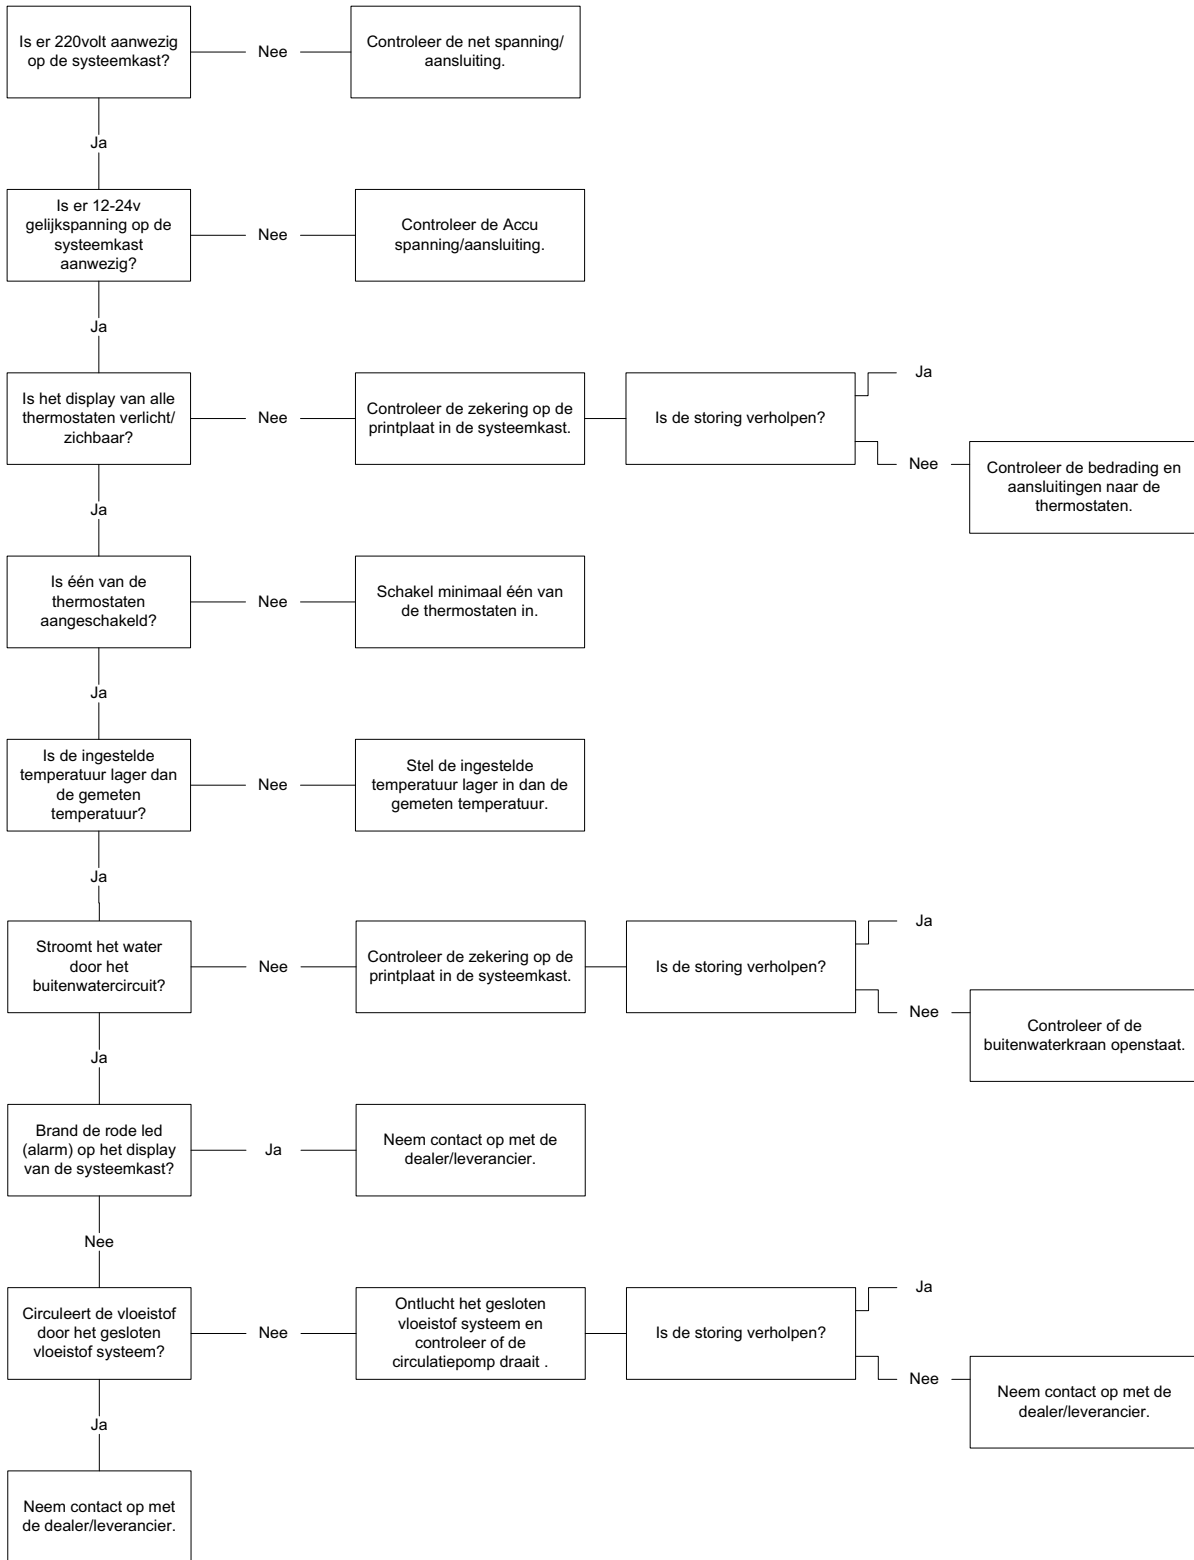 Is er 220volt aanwezig
op de systeemkast?
Nee
Controleer de net spanning/
aansluiting.
Ja
Is er 12-24v
gelijkspanning op de
systeemkast
aanwezig?
Nee
Controleer de Accu
spanning/aansluiting.
Ja
Is het display van alle
thermostaten verlicht/
zichbaar?
Nee
Controleer de zekering op de
printplaat in de systeemkast.
Is de storing verholpen?
Ja
Nee
Controleer de bedrading en
aansluitingen naar de
thermostaten.
Ja
Is één van de
thermostaten
aangeschakeld?
Nee
Schakel minimaal één van
de thermostaten in.
Ja
Is de ingestelde
temperatuur lager dan
de gemeten
temperatuur?
Nee
Stel de ingestelde
temperatuur lager in dan de
gemeten temperatuur.
Ja
Stroomt het water
door het
buitenwatercircuit?
Nee
Controleer de zekering op de
printplaat in de systeemkast.
Is de storing verholpen?
Ja
Nee
Controleer of de
buitenwaterkraan openstaat.
Ja
Brand de rode led
(alarm) op het display
van de systeemkast?
Ja
Neem contact op met de
dealer/leverancier.
Nee
Circuleert de vloeistof
door het gesloten
vloeistof systeem?
Nee
Ontlucht het gesloten
vloeistof systeem en
controleer of de
circulatiepomp draait .
Is de storing verholpen?
Ja
Nee
Neem contact op met de
dealer/leverancier.
Ja
Neem contact op met
de dealer/leverancier.